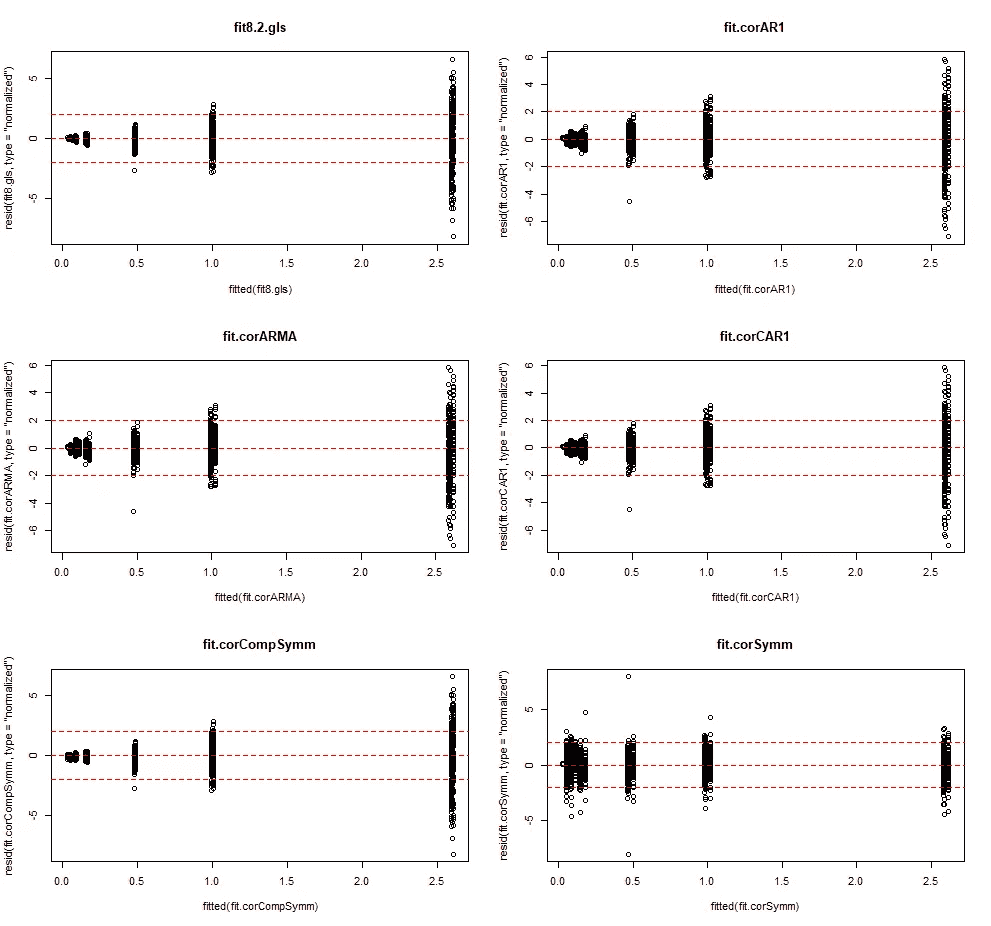 fit8.2.gls
resid(fit8.gls, type = "normalized")
5
0
-5
0.0 0.5 1.0 1.5 2.0 2.5
fitted(fit8.gls)
fit.corAR1
resid(fit.corAR1, type = "normalized")
6
4
2
0
-2
-4
-6
0.0 0.5 1.0 1.5 2.0 2.5
fitted(fit.corAR1)
fit.corARMA
resid(fit.corARMA, type = "normalized")
6
4
2
0
-2
-4
-6
0.0 0.5 1.0 1.5 2.0 2.5
fitted(fit.corARMA)
fit.corCAR1
resid(fit.corCAR1, type = "normalized")
6
4
2
0
-2
-4
-6
0.0 0.5 1.0 1.5 2.0 2.5
fitted(fit.corCAR1)
fit.corCompSymm
resid(fit.corCompSymm, type = "normalized")
5
0
-5
0.0 0.5 1.0 1.5 2.0 2.5
fitted(fit.corCompSymm)
fit.corSymm
resid(fit.corSymm, type = "normalized")
5
0
-5
0.0 0.5 1.0 1.5 2.0 2.5
fitted(fit.corSymm)